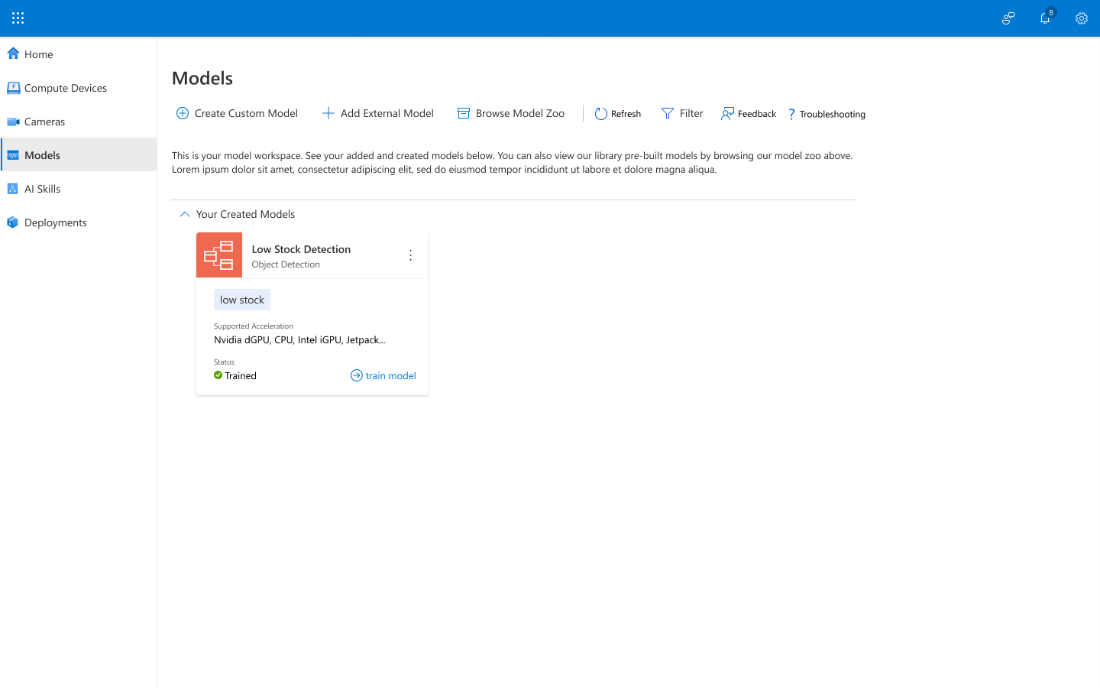 8
Home
Compute Devices
Cameras
Models
AI Skills
Deployments
Models
Create Custom Model
Add External Model
Browse Model Zoo
Refresh
Filter
Feedback
? Troubleshooting
This is your model workspace. See your added and created models below. You can also view our library pre-built models by browsing our model zoo above.
Lorem ipsum dolor sit amet, consectetur adipiscing elit, sed do eiusmod tempor incididunt ut labore et dolore magna aliqua.
Your Created Models
Low Stock Detection
Object Detection
low stock
Supported Acceleration
Nvidia dGPU, CPU, Intel iGPU, Jetpack...
Status
Trained
train model